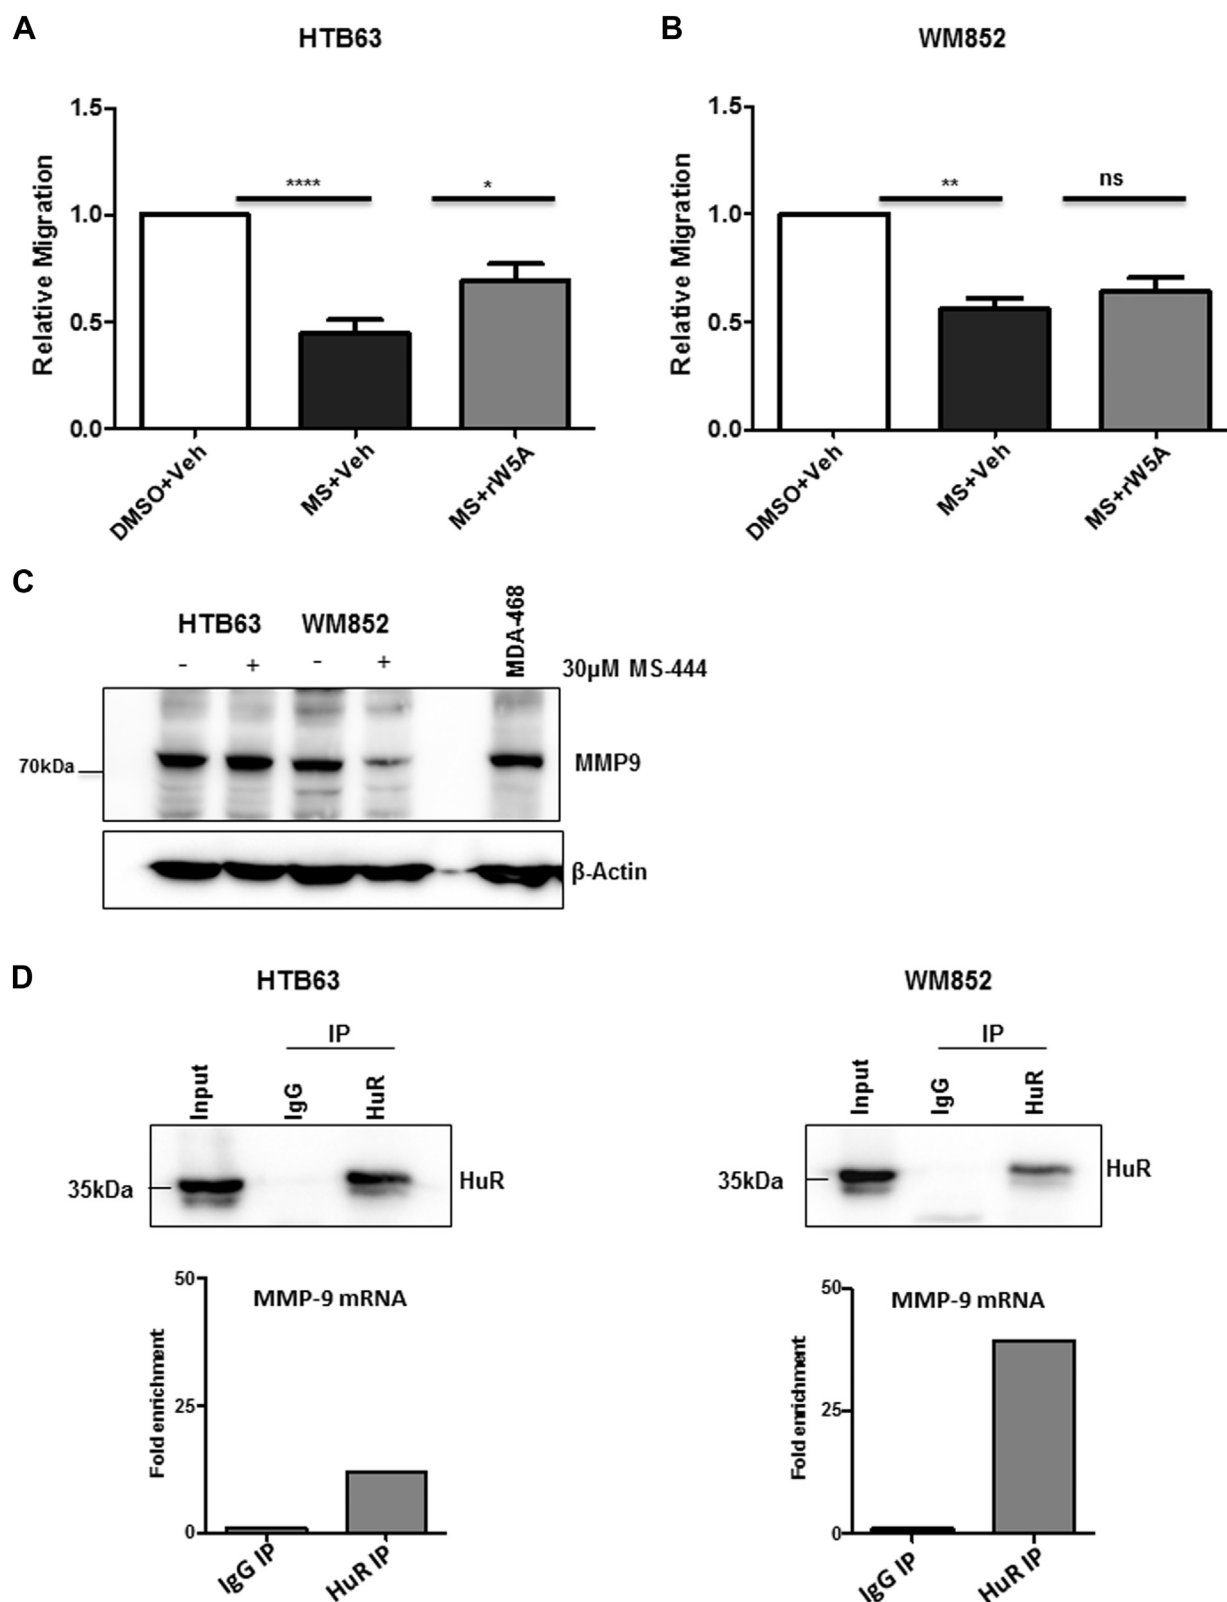 A
HTB63
Relative Migration
1.5
1.0
0.5
0.0
****
*
DMSO+Veh
MS+Veh
MS+rW5A
B
WM852
Relative Migration
1.5
1.0
0.5
0.0
**
ns
DMSO+Veh
MS+Veh
MS+rW5A
C
HTB63
WM852
MDA-468
- + - +
30µM MS-444
70kDa
MMP9
β-Actin
D
HTB63
IP
Input
IgG
HuR
35kDa
HuR
MMP-9 mRNA
Fold enrichment
50
25
0
IgG IP
HuR IP
WM852
IP
Input
IgG
HuR
35kDa
HuR
MMP-9 mRNA
Fold enrichment
50
25
0
IgG IP
HuR IP